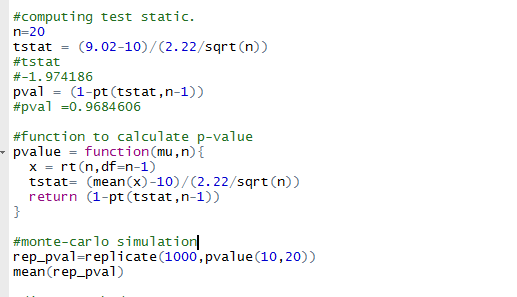 #computing test static.
n=20
tstat = (9.02-10)/(2.22/sqrt(n))
#tstat
#-1.974186
pval = (1-pt(tstat,n-1))
#pval =0.9684606
#function to calculate p-value
pvalue = function(mu,n){
x = rt(n,df=n-1)
tstat= (mean(x)-10)/(2.22/sqrt(n))
return (1-pt(tstat,n-1))
}
#monte-carlo simulation
rep_pval=replicate(1000,pvalue(10,20))
mean(rep_pval)